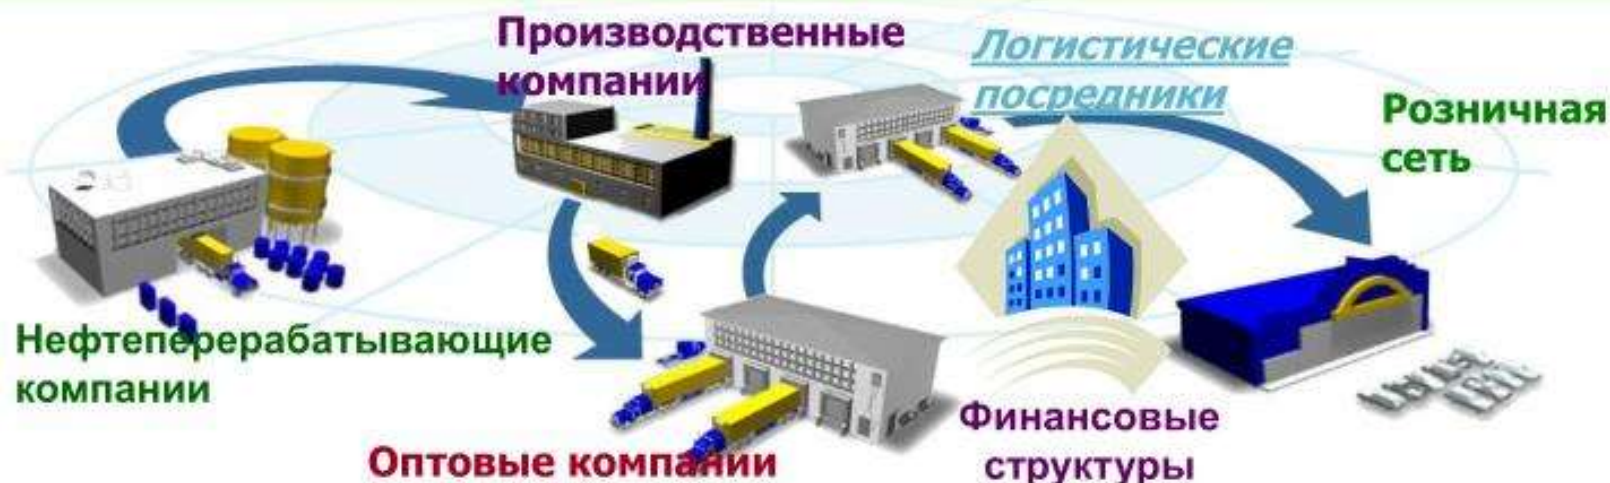 Производственные
компании
Логистические
посредники
Розничная
сеть
Нефтеперерабатывающие
компании
Финансовые
структуры
Оптовые компании